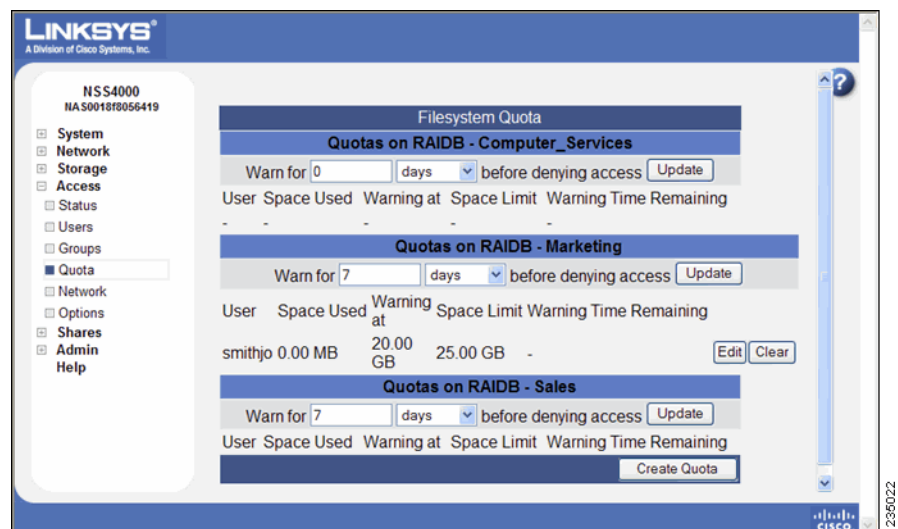 LINKSYS®
A Division of Cisco Systems, Inc.
NSS4000
NAS0018f8056419
System
Network
Storage
Access
Status
Users
Groups
Quota
Network
Options
Shares
Admin
Help
?
Filesystem Quota
Quotas on RAIDB - Computer_Services
Warn for 0 days before denying access Update
User Space Used Warning at Space Limit Warning Time Remaining
- - - - -
Quotas on RAIDB - Marketing
Warn for 7 days before denying access Update
User Space Used Warning at Space Limit Warning Time Remaining
smithjo 0.00 MB 20.00 GB 25.00 GB - Edit Clear
Quotas on RAIDB - Sales
Warn for 7 days before denying access Update
User Space Used Warning at Space Limit Warning Time Remaining
Create Quota
CISCO
235022